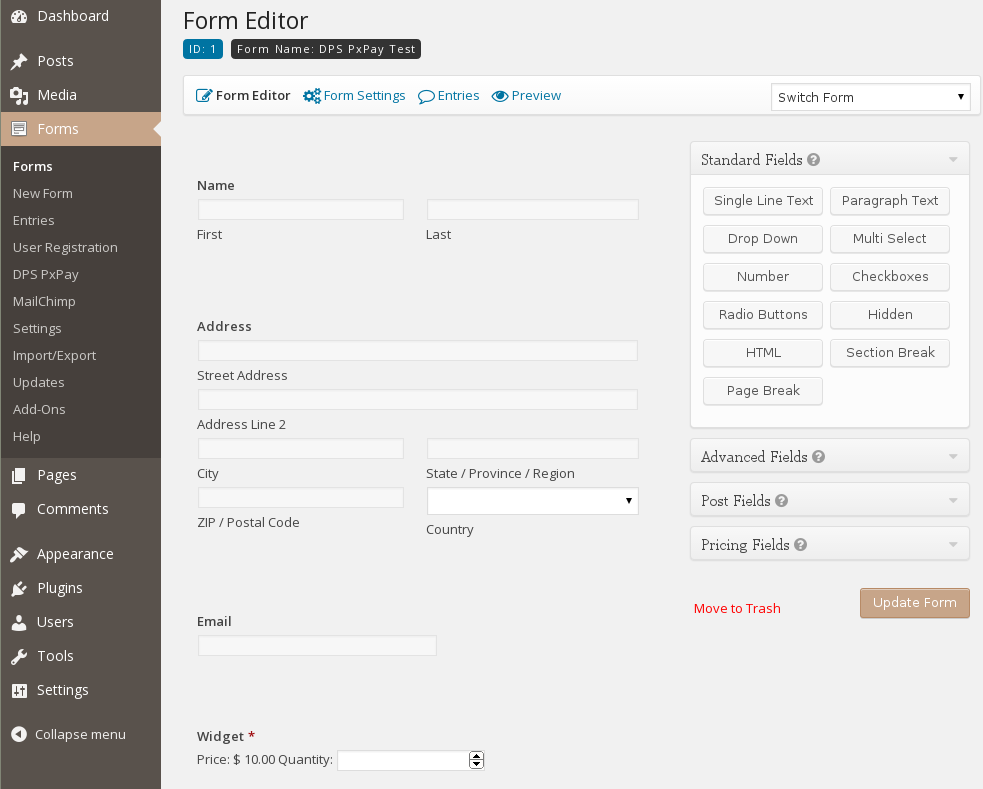 Dashboard
Posts
Media
Forms
Forms
New Form
Entries
User Registration
DPS PxPay
MailChimp
Settings
Import/Export
Updates
Add-Ons
Help
Pages
Comments
Appearance
Plugins
Users
Tools
Settings
Collapse menu
Form Editor
ID: 1 Form Name: DPS PxPay Test
Form Editor Form Settings Entries Preview Switch Form
Name
First Last
Address
Street Address
Address Line 2
City State / Province / Region
ZIP / Postal Code Country
Email
Widget *
Price: $ 10.00 Quantity:
Standard Fields ?
Single Line Text Paragraph Text
Drop Down Multi Select
Number Checkboxes
Radio Buttons Hidden
HTML Section Break
Page Break
Advanced Fields ?
Post Fields ?
Pricing Fields ?
Move to Trash Update Form